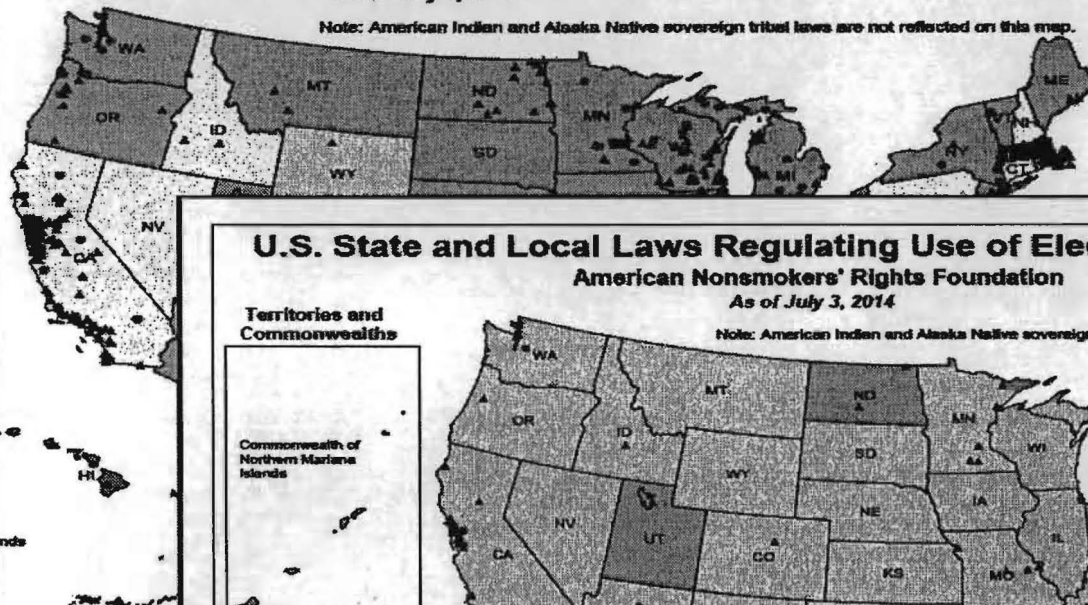 Note: American Indian and Alaska Native sovereign tribal laws are not reflected on this map.
WA
MT
ND
MN
ME
OR
ID
SD
WY
MI
NY
VT
NH
CT
NV
CA
HI
U.S. State and Local Laws Regulating Use of Ele
American Nonsmokers' Rights Foundation
As of July 3, 2014
Territories and
Commonwealths
Note: American Indian and Alaska Native sovereign
Commonwealth of
Northern Mariana
Islands
WA
MT
ND
MN
OR
ID
SD
WI
WY
IA
NE
NV
UT
CA
CO
IL
KS
MO
nds